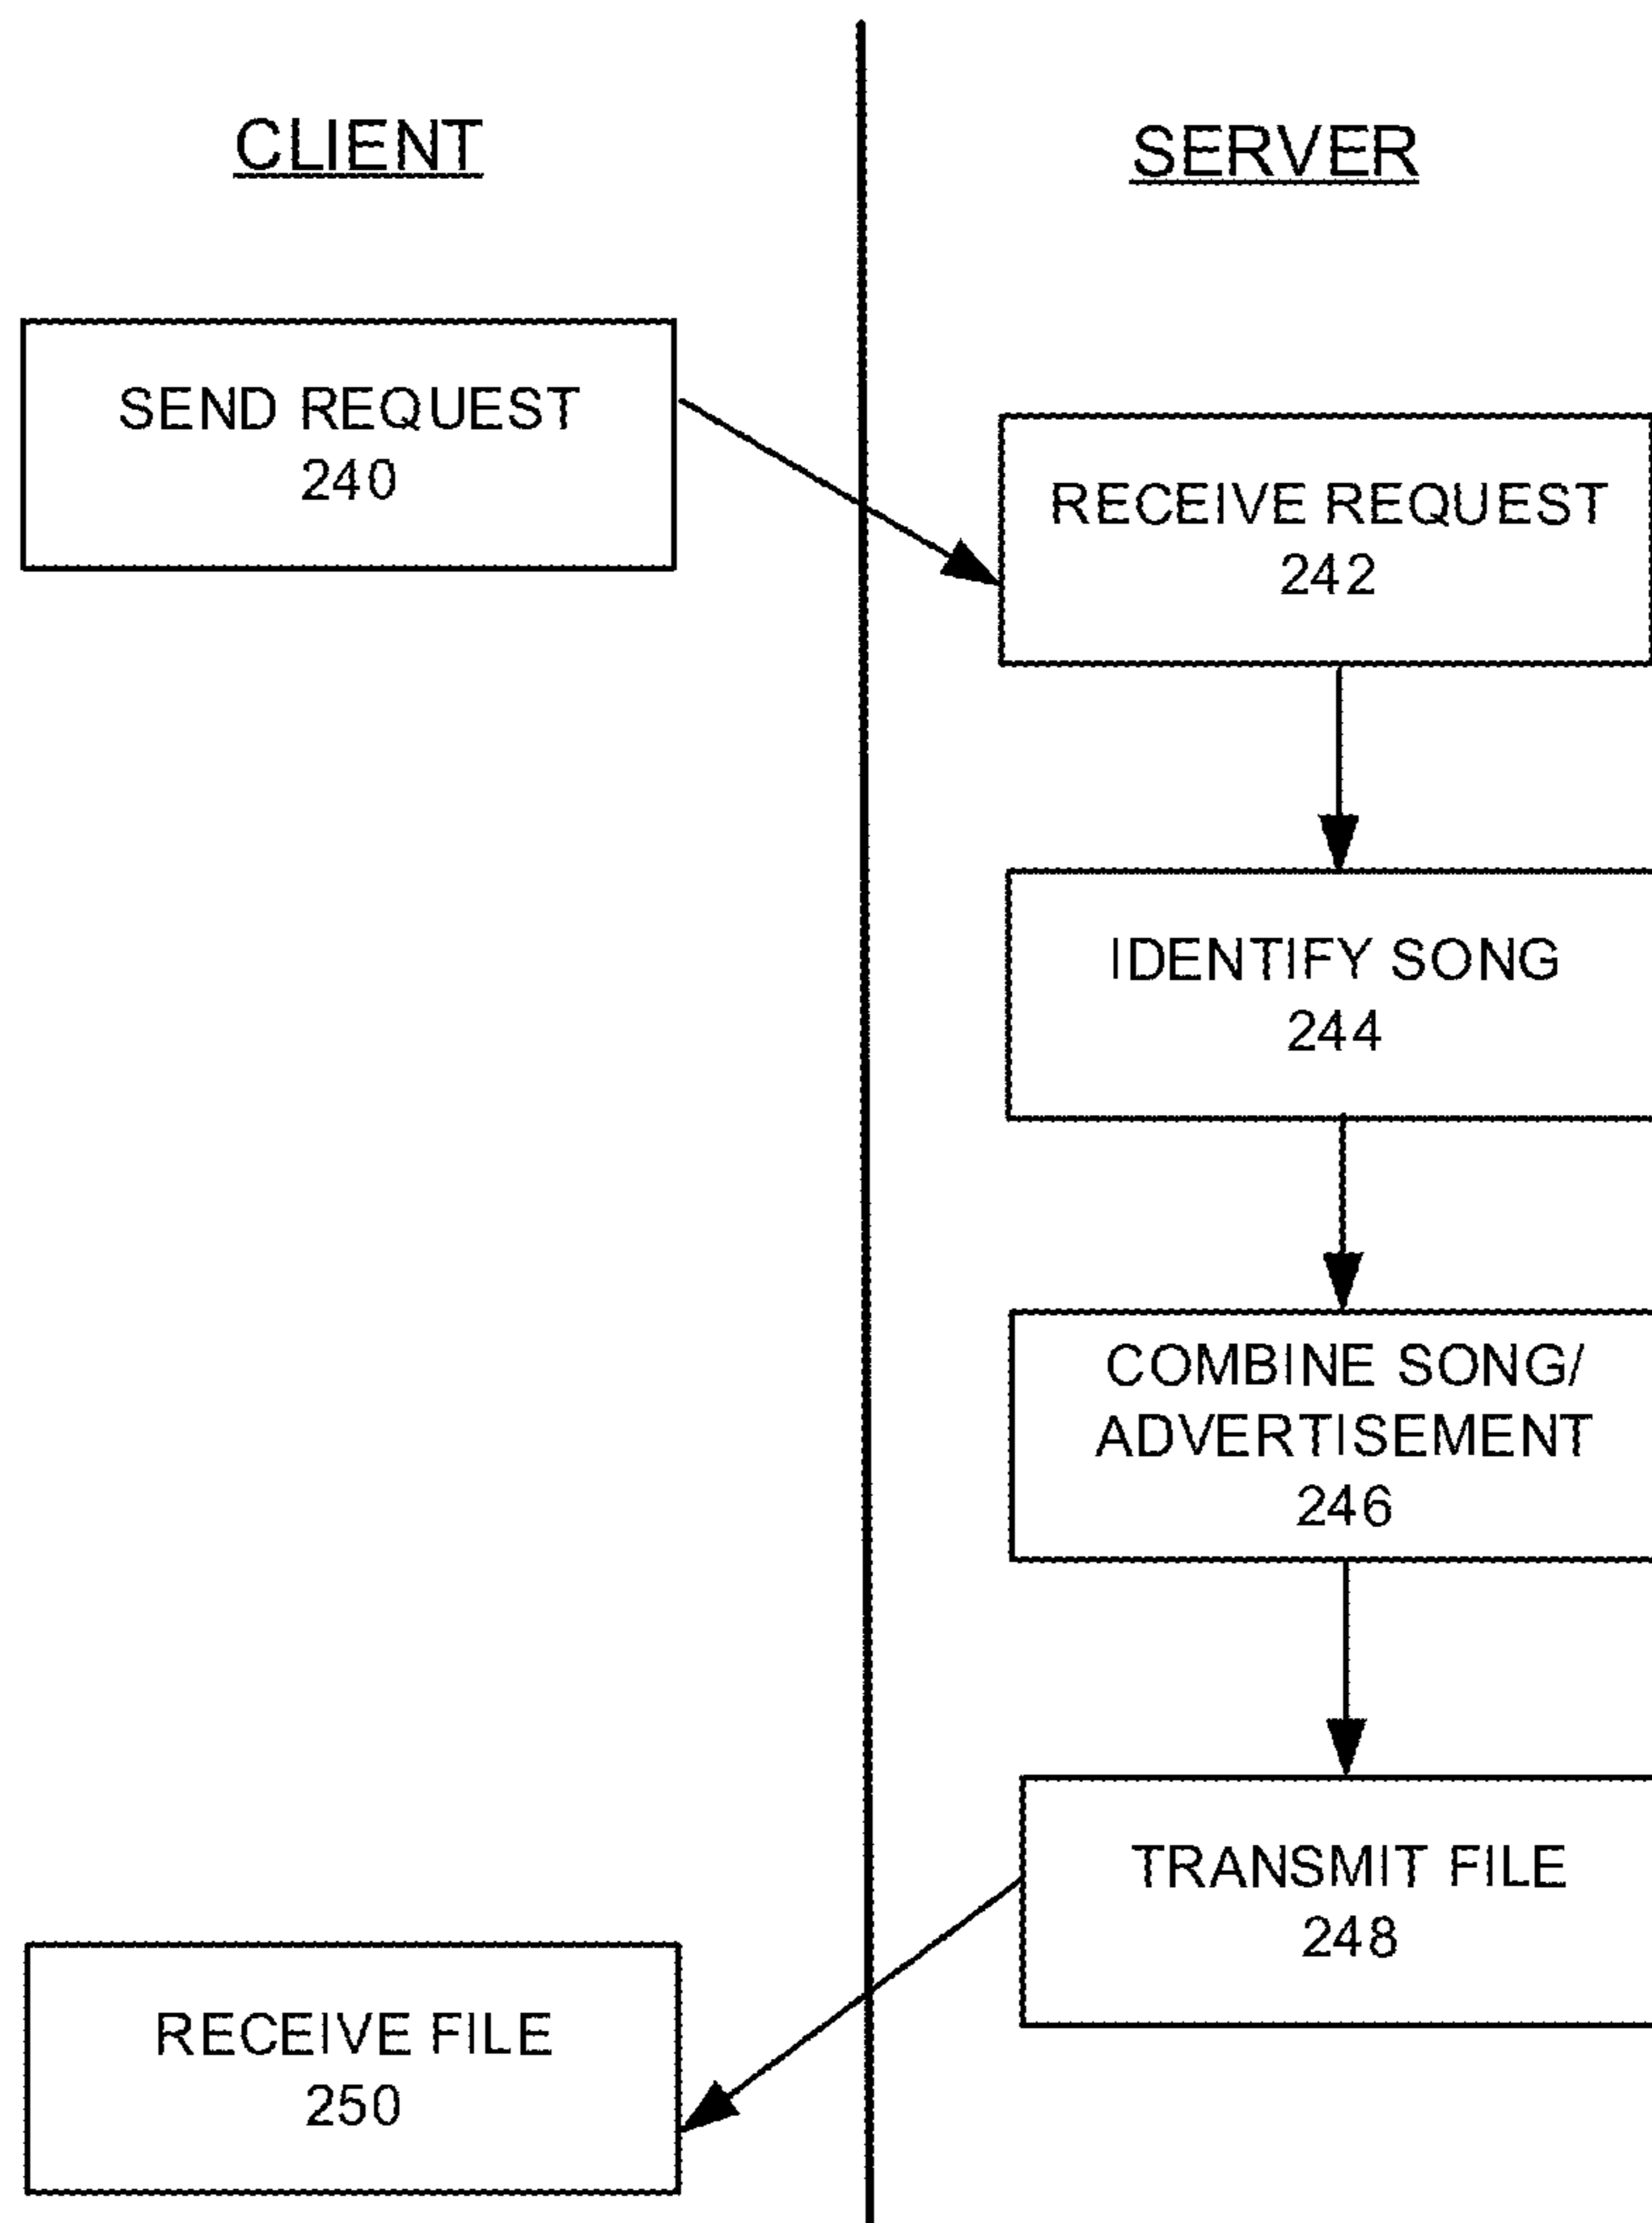 CLIENT
SERVER
SEND REQUEST
240
RECEIVE REQUEST
242
IDENTIFY SONG
244
COMBINE SONG/
ADVERTISEMENT
246
TRANSMIT FILE
248
RECEIVE FILE
250